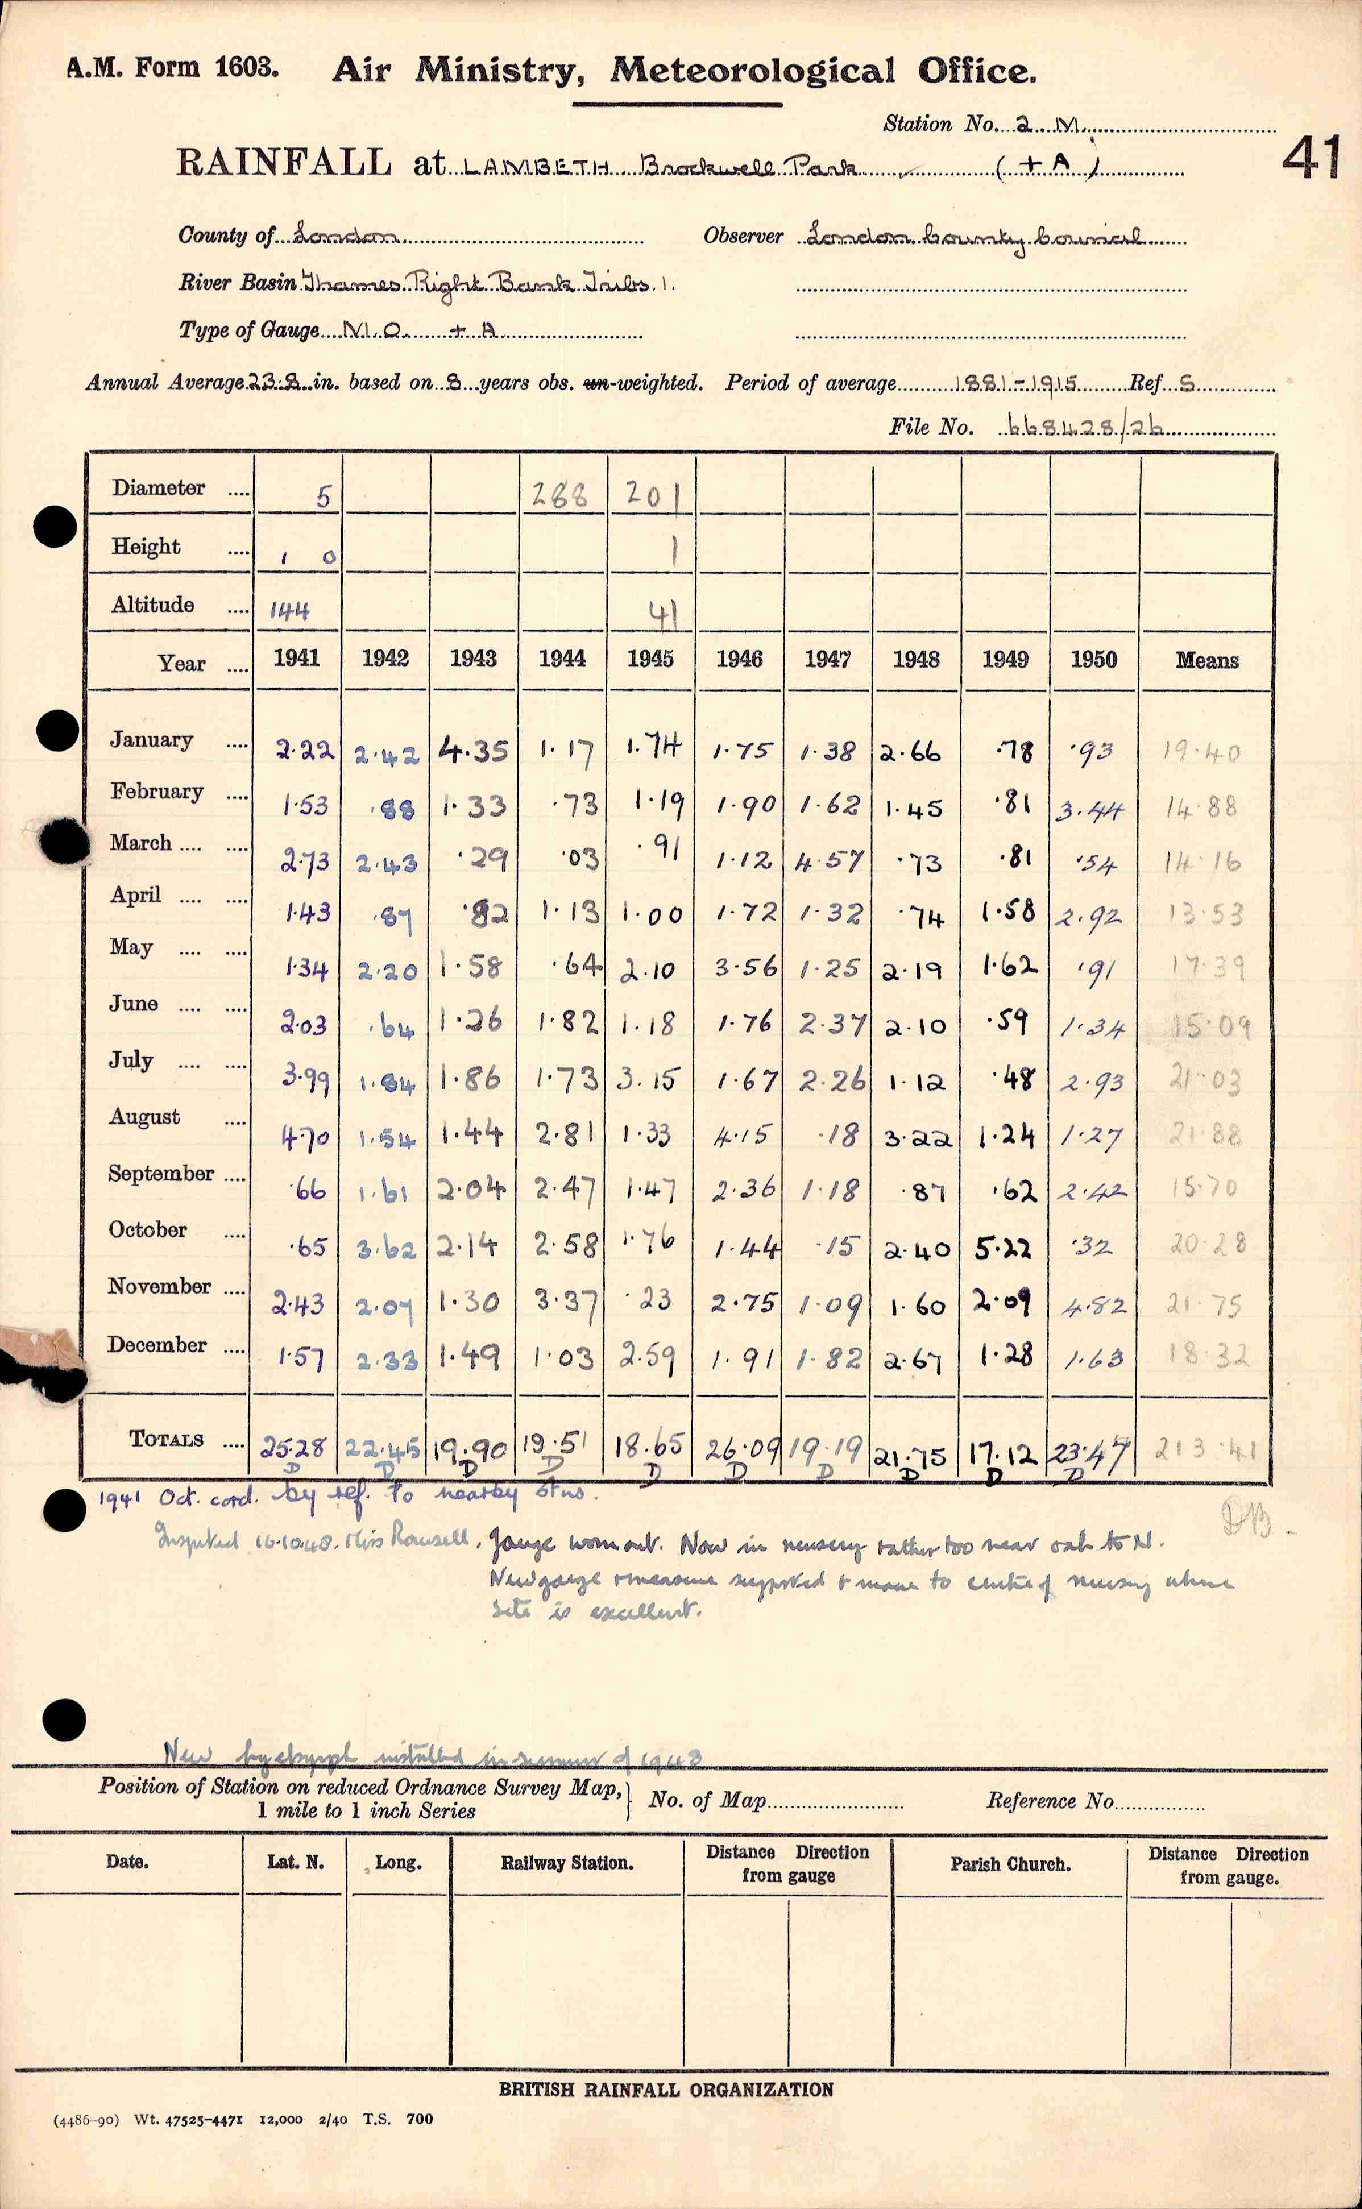 A.M. Form 1603. Air Ministry, Meteorological Office.
Station No. 2 M.
RAINFALL at LAMBETH Brockwell Park (+ A) 41
County of London Observer London County Council
River Basin Thames Right Bank Tribs. 1.
Type of Gauge M.O. + A
Annual Average 23.8 in. based on 8 years obs. un-weighted. Period of average 1881-1915 Ref. S
File No. 668428/26
Diameter .... 5 288 201
Height .... 1 0 1
Altitude .... 144 41
Year .... 1941 1942 1943 1944 1945 1946 1947 1948 1949 1950 Means
January .... 2.22 2.42 4.35 1.17 1.74 1.75 1.38 2.66 .78 .93 19.40
February .... 1.53 .88 1.33 .73 1.19 1.90 1.62 1.45 .81 3.44 14.88
March .... .... 2.73 2.43 .29 .03 .91 1.12 4.57 .73 .81 .54 14.16
April .... .... 1.43 .87 .82 1.13 1.00 1.72 1.32 .74 1.58 2.92 13.53
May .... .... 1.34 2.20 1.58 .64 2.10 3.56 1.25 2.19 1.62 .91 17.39
June .... .... 2.03 .64 1.26 1.82 1.18 1.76 2.37 2.10 .59 1.34 15.09
July .... .... 3.99 1.84 1.86 1.73 3.15 1.67 2.26 1.12 .48 2.93 21.03
August .... 4.70 1.54 1.44 2.81 1.33 4.15 .18 3.22 1.24 1.27 21.88
September .... .66 1.61 2.04 2.47 1.47 2.36 1.18 .87 .62 2.42 15.70
October .... .65 3.62 2.14 2.58 1.76 1.44 .15 2.40 5.22 .32 20.28
November .... 2.43 2.07 1.30 3.37 .23 2.75 1.09 1.60 2.09 4.82 21.75
December .... 1.57 2.33 1.49 1.03 2.59 1.91 1.82 2.67 1.28 1.63 18.32
TOTALS .... 25.28 22.45 19.90 19.51 18.65 26.09 19.19 21.75 17.12 23.47 213.41
D D D D D D D D D D
1941 Oct. cord. by ref. to nearby stns.
DB.
Inspected 16.10.48. Miss Rousell. Gauge worn out. Now in nursery rather too near oak to N.
New gauge + measure supplied & move to centre of nursery where
site is excellent.
New installed in summer of 1948
Position of Station on reduced Ordnance Survey Map, 1 mile to 1 inch Series No. of Map Reference No.
Date. Lat. N. Long. Railway Station. Distance Direction from gauge Parish Church. Distance Direction from gauge.
BRITISH RAINFALL ORGANIZATION
(4486-90) Wt. 47525-4471 12,000 2/40 T.S. 700